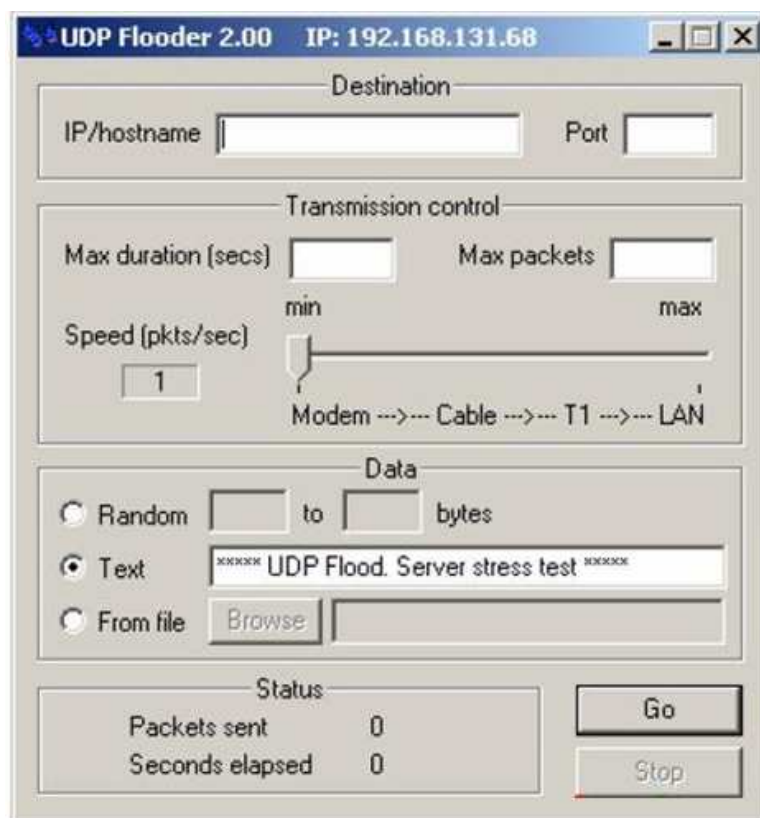 UDP Flooder 2.00 IP: 192.168.131.68
Destination
IP/hostname Port
Transmission control
Max duration (secs) Max packets
min max
Speed (pkts/sec)
1
Modem --->--- Cable --->--- T1 --->--- LAN
Data
Random to bytes
Text ***** UDP Flood. Server stress test *****
From file Browse
Status
Packets sent 0
Seconds elapsed 0
Go
Stop